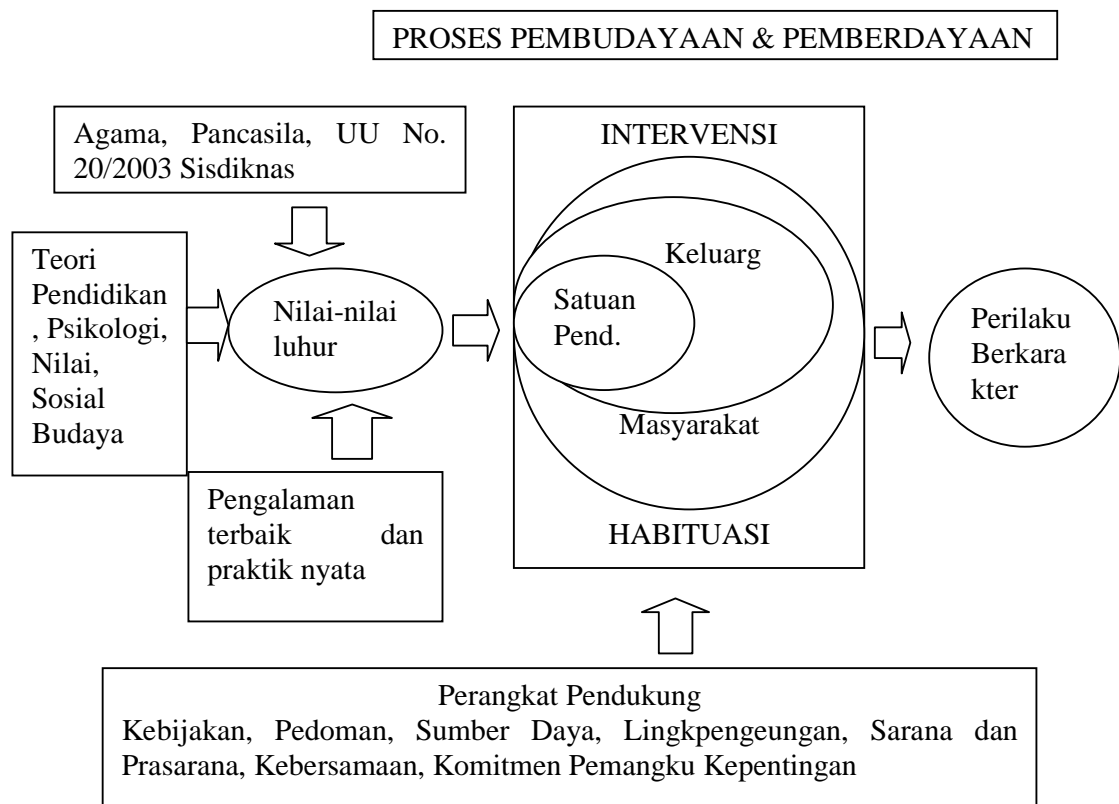 PROSES PEMBUDAYAAN & PEMBERDAYAAN
Agama, Pancasila, UU No.
20/2003 Sisdiknas
INTERVENSI
Teori
Pendidikan
, Psikologi,
Nilai,
Sosial
Budaya
Nilai-nilai
luhur
Keluarg
Satuan
Pend.
Masyarakat
HABITUASI
Perilaku
Berkara
kter
Pengalaman
terbaik dan
praktik nyata
Perangkat Pendukung
Kebijakan, Pedoman, Sumber Daya, Lingkpengeungan, Sarana dan
Prasarana, Kebersamaan, Komitmen Pemangku Kepentingan